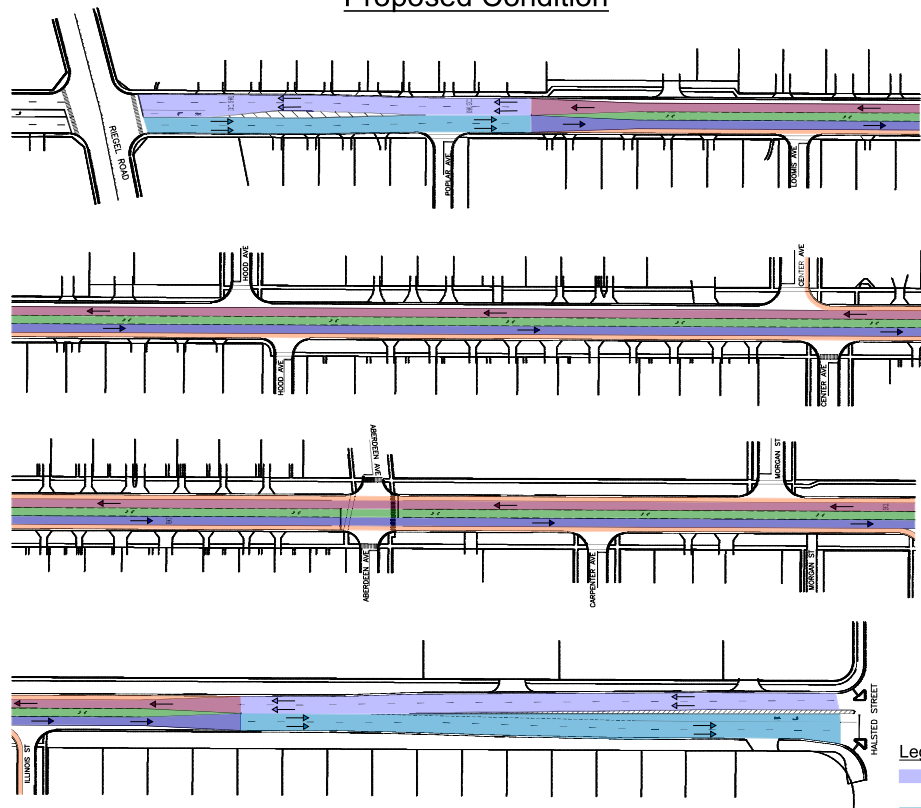 Proposed Condition
RIEGEL ROAD
POPLAR AVE
LOOMIS AVE
HOOD AVE
CENTER AVE
HOOD AVE
CENTER AVE
ABERDEEN AVE
MORGAN ST
ABERDEEN AVE
CARPENTER AVE
MORGAN ST
HALSTED STREET
ILLINOIS ST